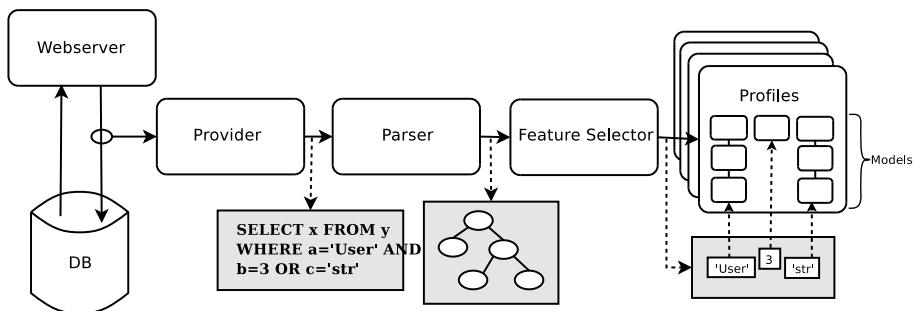 Webserver
Provider
Parser
Feature Selector
Profiles
Models
DB
SELECT x FROM y
WHERE a='User' AND
b=3 OR c='str'
'User'
3
'str'